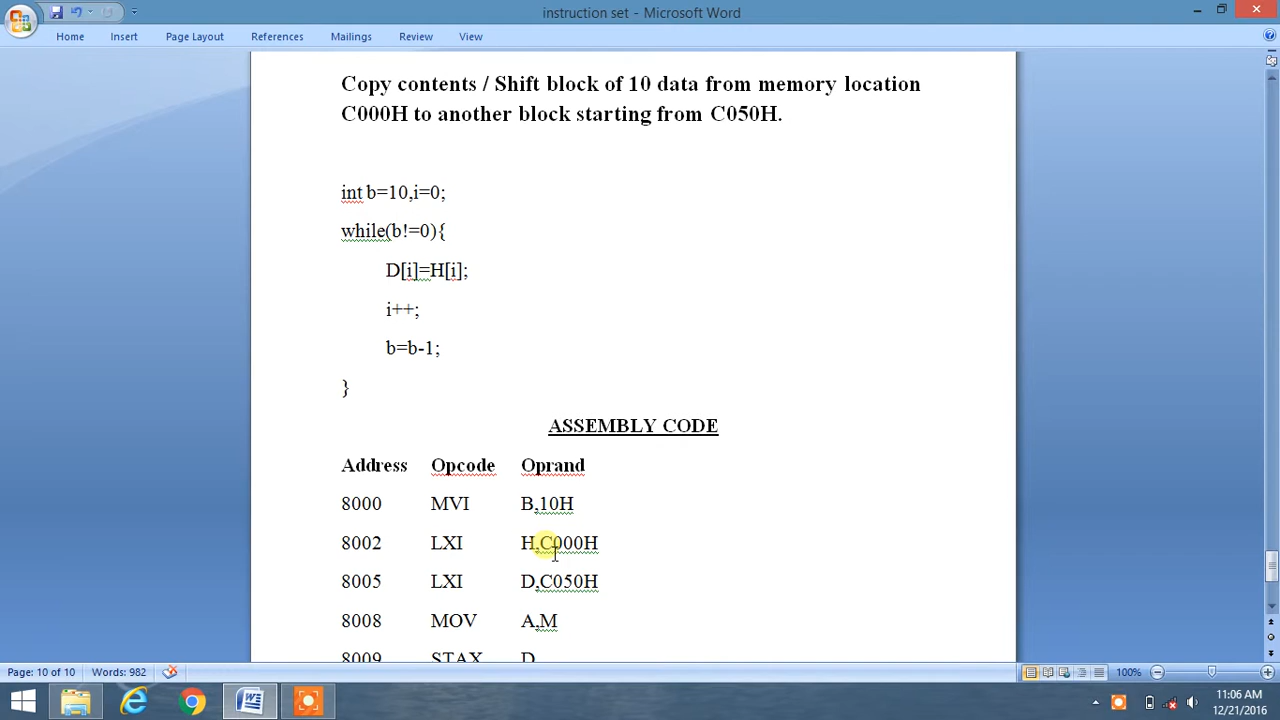 instruction set - Microsoft Word
Home Insert Page Layout References Mailings Review View
Copy contents / Shift block of 10 data from memory location
C000H to another block starting from C050H.
int b=10,i=0;
while(b!=0){
D[i]=H[i];
i++;
b=b-1;
}
ASSEMBLY CODE
Address Opcode Oprand
8000 MVI B,10H
8002 LXI H,C000H
8005 LXI D,C050H
8008 MOV A,M
8009 STAX D
Page: 10 of 10 Words: 982 100%
11:06 AM
12/21/2016